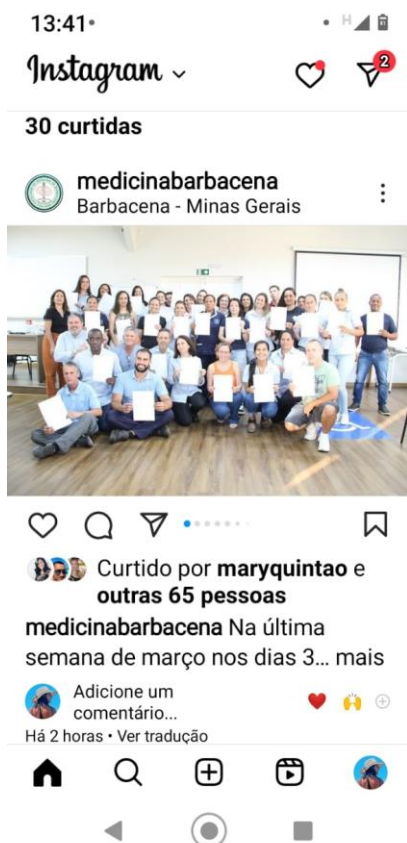 13:41
H
Instagram
2
30 curtidas
medicinabarbacena
Barbacena - Minas Gerais
Curtido por maryquintao e
outras 65 pessoas
medicinabarbacena Na última
semana de março nos dias 3... mais
Adicione um
comentário...
Há 2 horas • Ver tradução